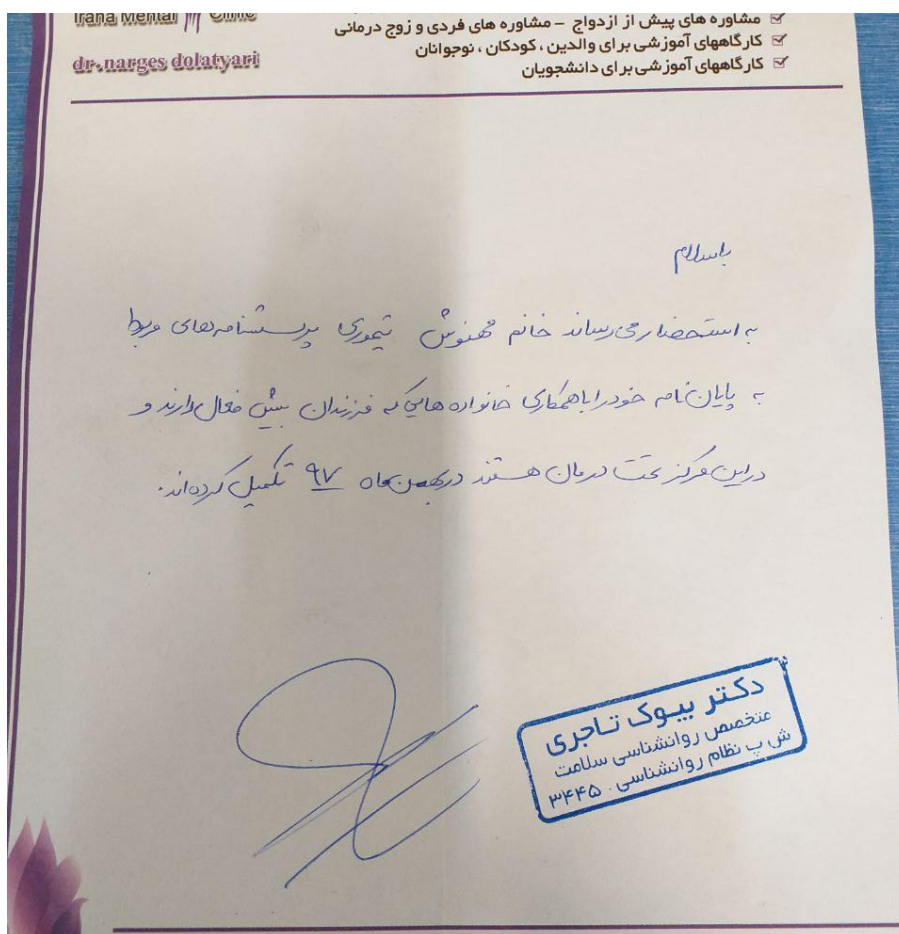 مشاوره های پیش از ازدواج – مشاوره های فردی و زوج درمانی
کارگاههای آموزشی برای والدین ، کودکان ، نوجوانان
کارگاههای آموزشی برای دانشجویان
Irana Mental Clinic
dr.narges dolatyari
باسلام
به استحضار می رساند خانم مهنوش تیموری پرسشنامه های مربوط
به پایان نامه خود را با همکاری خانواده هایی که فرزندان بیش فعال دارند و
در این مرکز تحت درمان هستند در بهمن ماه ۹۷ تکمیل کرده اند.
دکتر بیوک تاجری
متخصص روانشناسی سلامت
ش پ نظام روانشناسی . ۳۴۴۵